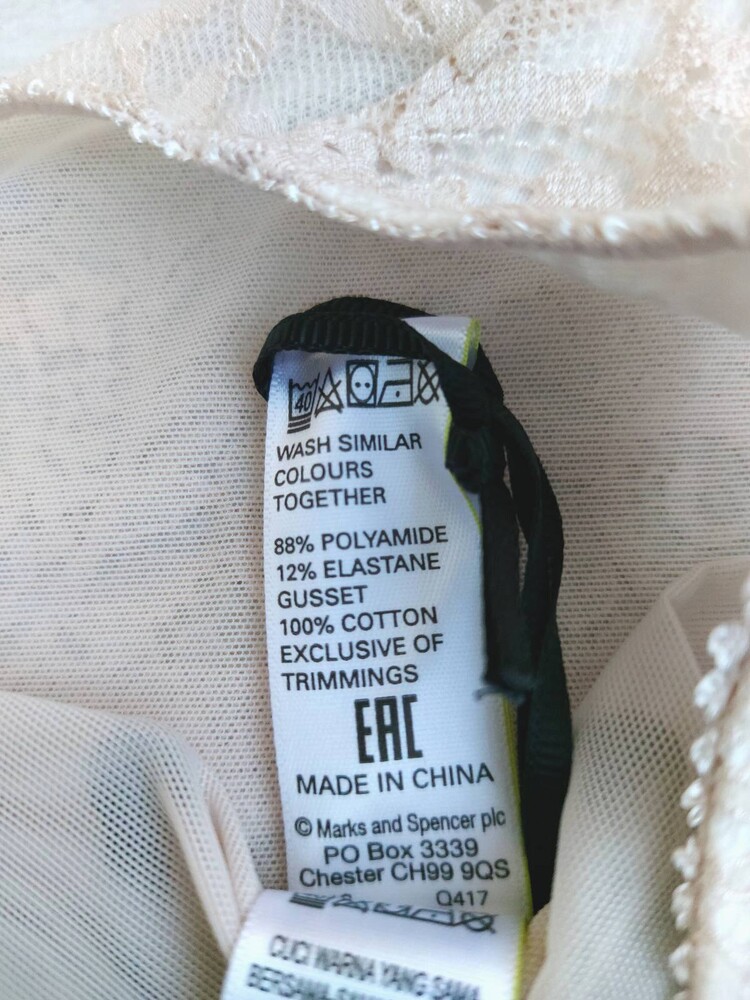 40
WASH SIMILAR
COLOURS
TOGETHER
88% POLYAMIDE
12% ELASTANE
GUSSET
100% COTTON
EXCLUSIVE OF
TRIMMINGS
EAC
MADE IN CHINA
© Marks and Spencer plc
PO Box 3339
Chester CH99 9QS
Q417
CUCI WARNA YANG SAMA